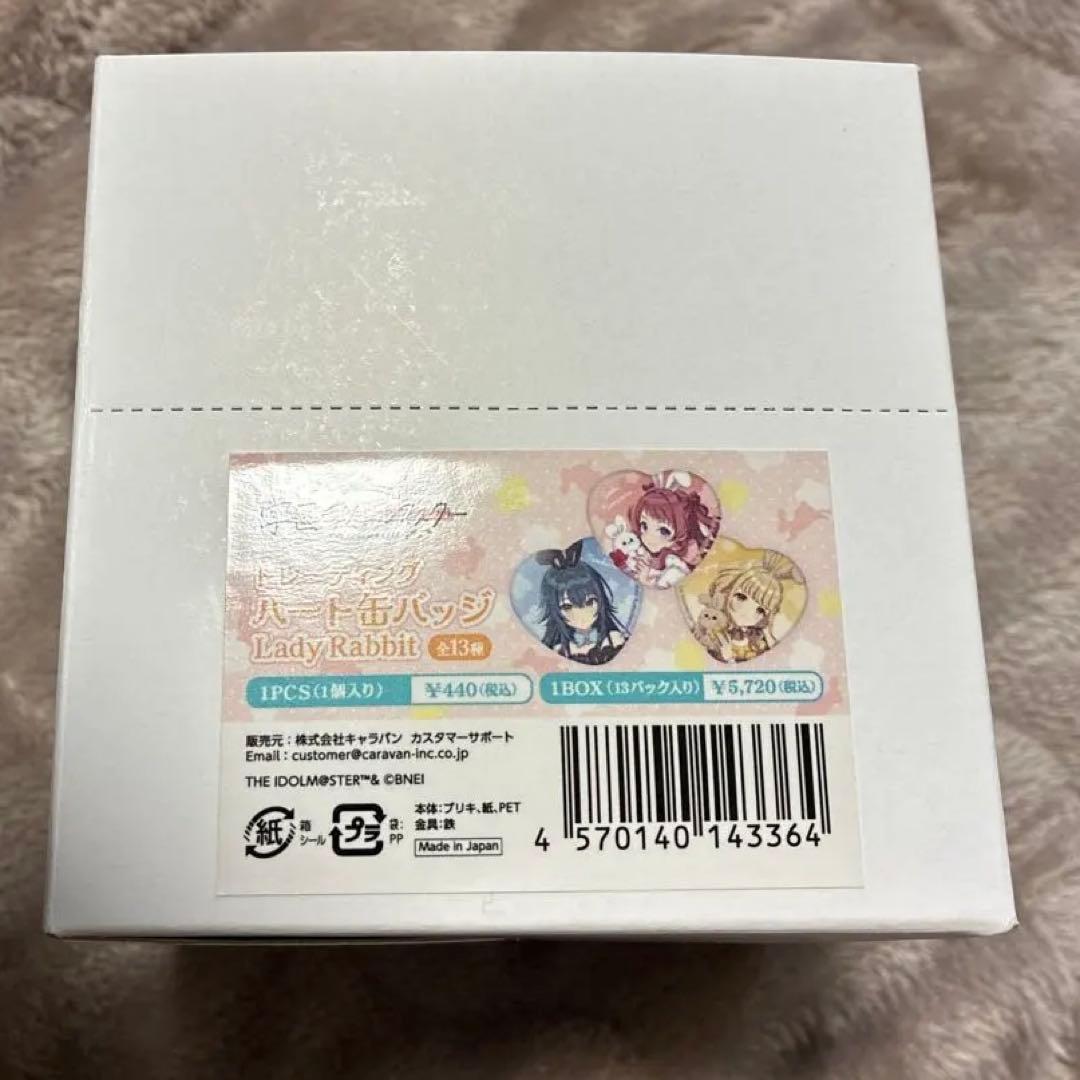 トレーディング
ハート缶バッジ
Lady Rabbit 全13種
1PCS(1個入り) ¥440(税込) 1BOX(13パック入り) ¥5,720(税込)
販売元:株式会社キャラバン カスタマーサポート
Email:customer@caravan-inc.co.jp
THE IDOLM@STER™& ©BNEI
紙 箱 シール プラ 袋: PP
本体:ブリキ、紙、PET
金具:鉄
Made in Japan
4 570140 143364